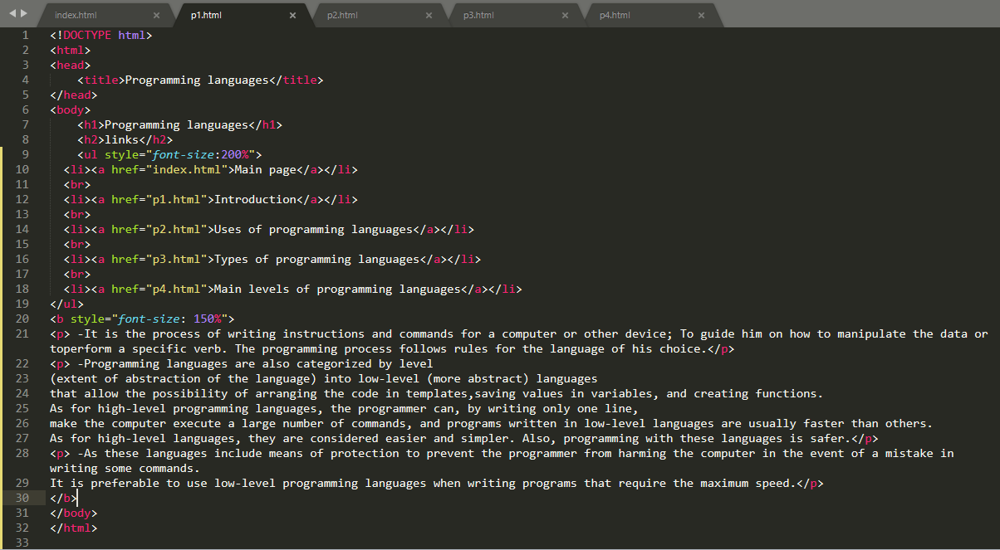 index.html × p1.html × p2.html × p3.html × p4.html ×
1 <!DOCTYPE html>
2 <html>
3 <head>
4     <title>Programming languages</title>
5 </head>
6 <body>
7     <h1>Programming languages</h1>
8     <h2>links</h2>
9     <ul style="font-size:200%">
10   <li><a href="index.html">Main page</a></li>
11   <br>
12   <li><a href="p1.html">Introduction</a></li>
13   <br>
14   <li><a href="p2.html">Uses of programming languages</a></li>
15   <br>
16   <li><a href="p3.html">Types of programming languages</a></li>
17   <br>
18   <li><a href="p4.html">Main levels of programming languages</a></li>
19 </ul>
20 <b style="font-size: 150%">
21 <p> -It is the process of writing instructions and commands for a computer or other device; To guide him on how to manipulate the data or
toperform a specific verb. The programming process follows rules for the language of his choice.</p>
22 <p> -Programming languages are also categorized by level
23 (extent of abstraction of the language) into low-level (more abstract) languages
24 that allow the possibility of arranging the code in templates,saving values in variables, and creating functions.
25 As for high-level programming languages, the programmer can, by writing only one line,
26 make the computer execute a large number of commands, and programs written in low-level languages are usually faster than others.
27 As for high-level languages, they are considered easier and simpler. Also, programming with these languages is safer.</p>
28 <p> -As these languages include means of protection to prevent the programmer from harming the computer in the event of a mistake in
writing some commands.
29 It is preferable to use low-level programming languages when writing programs that require the maximum speed.</p>
30 </b>
31 </body>
32 </html>
33